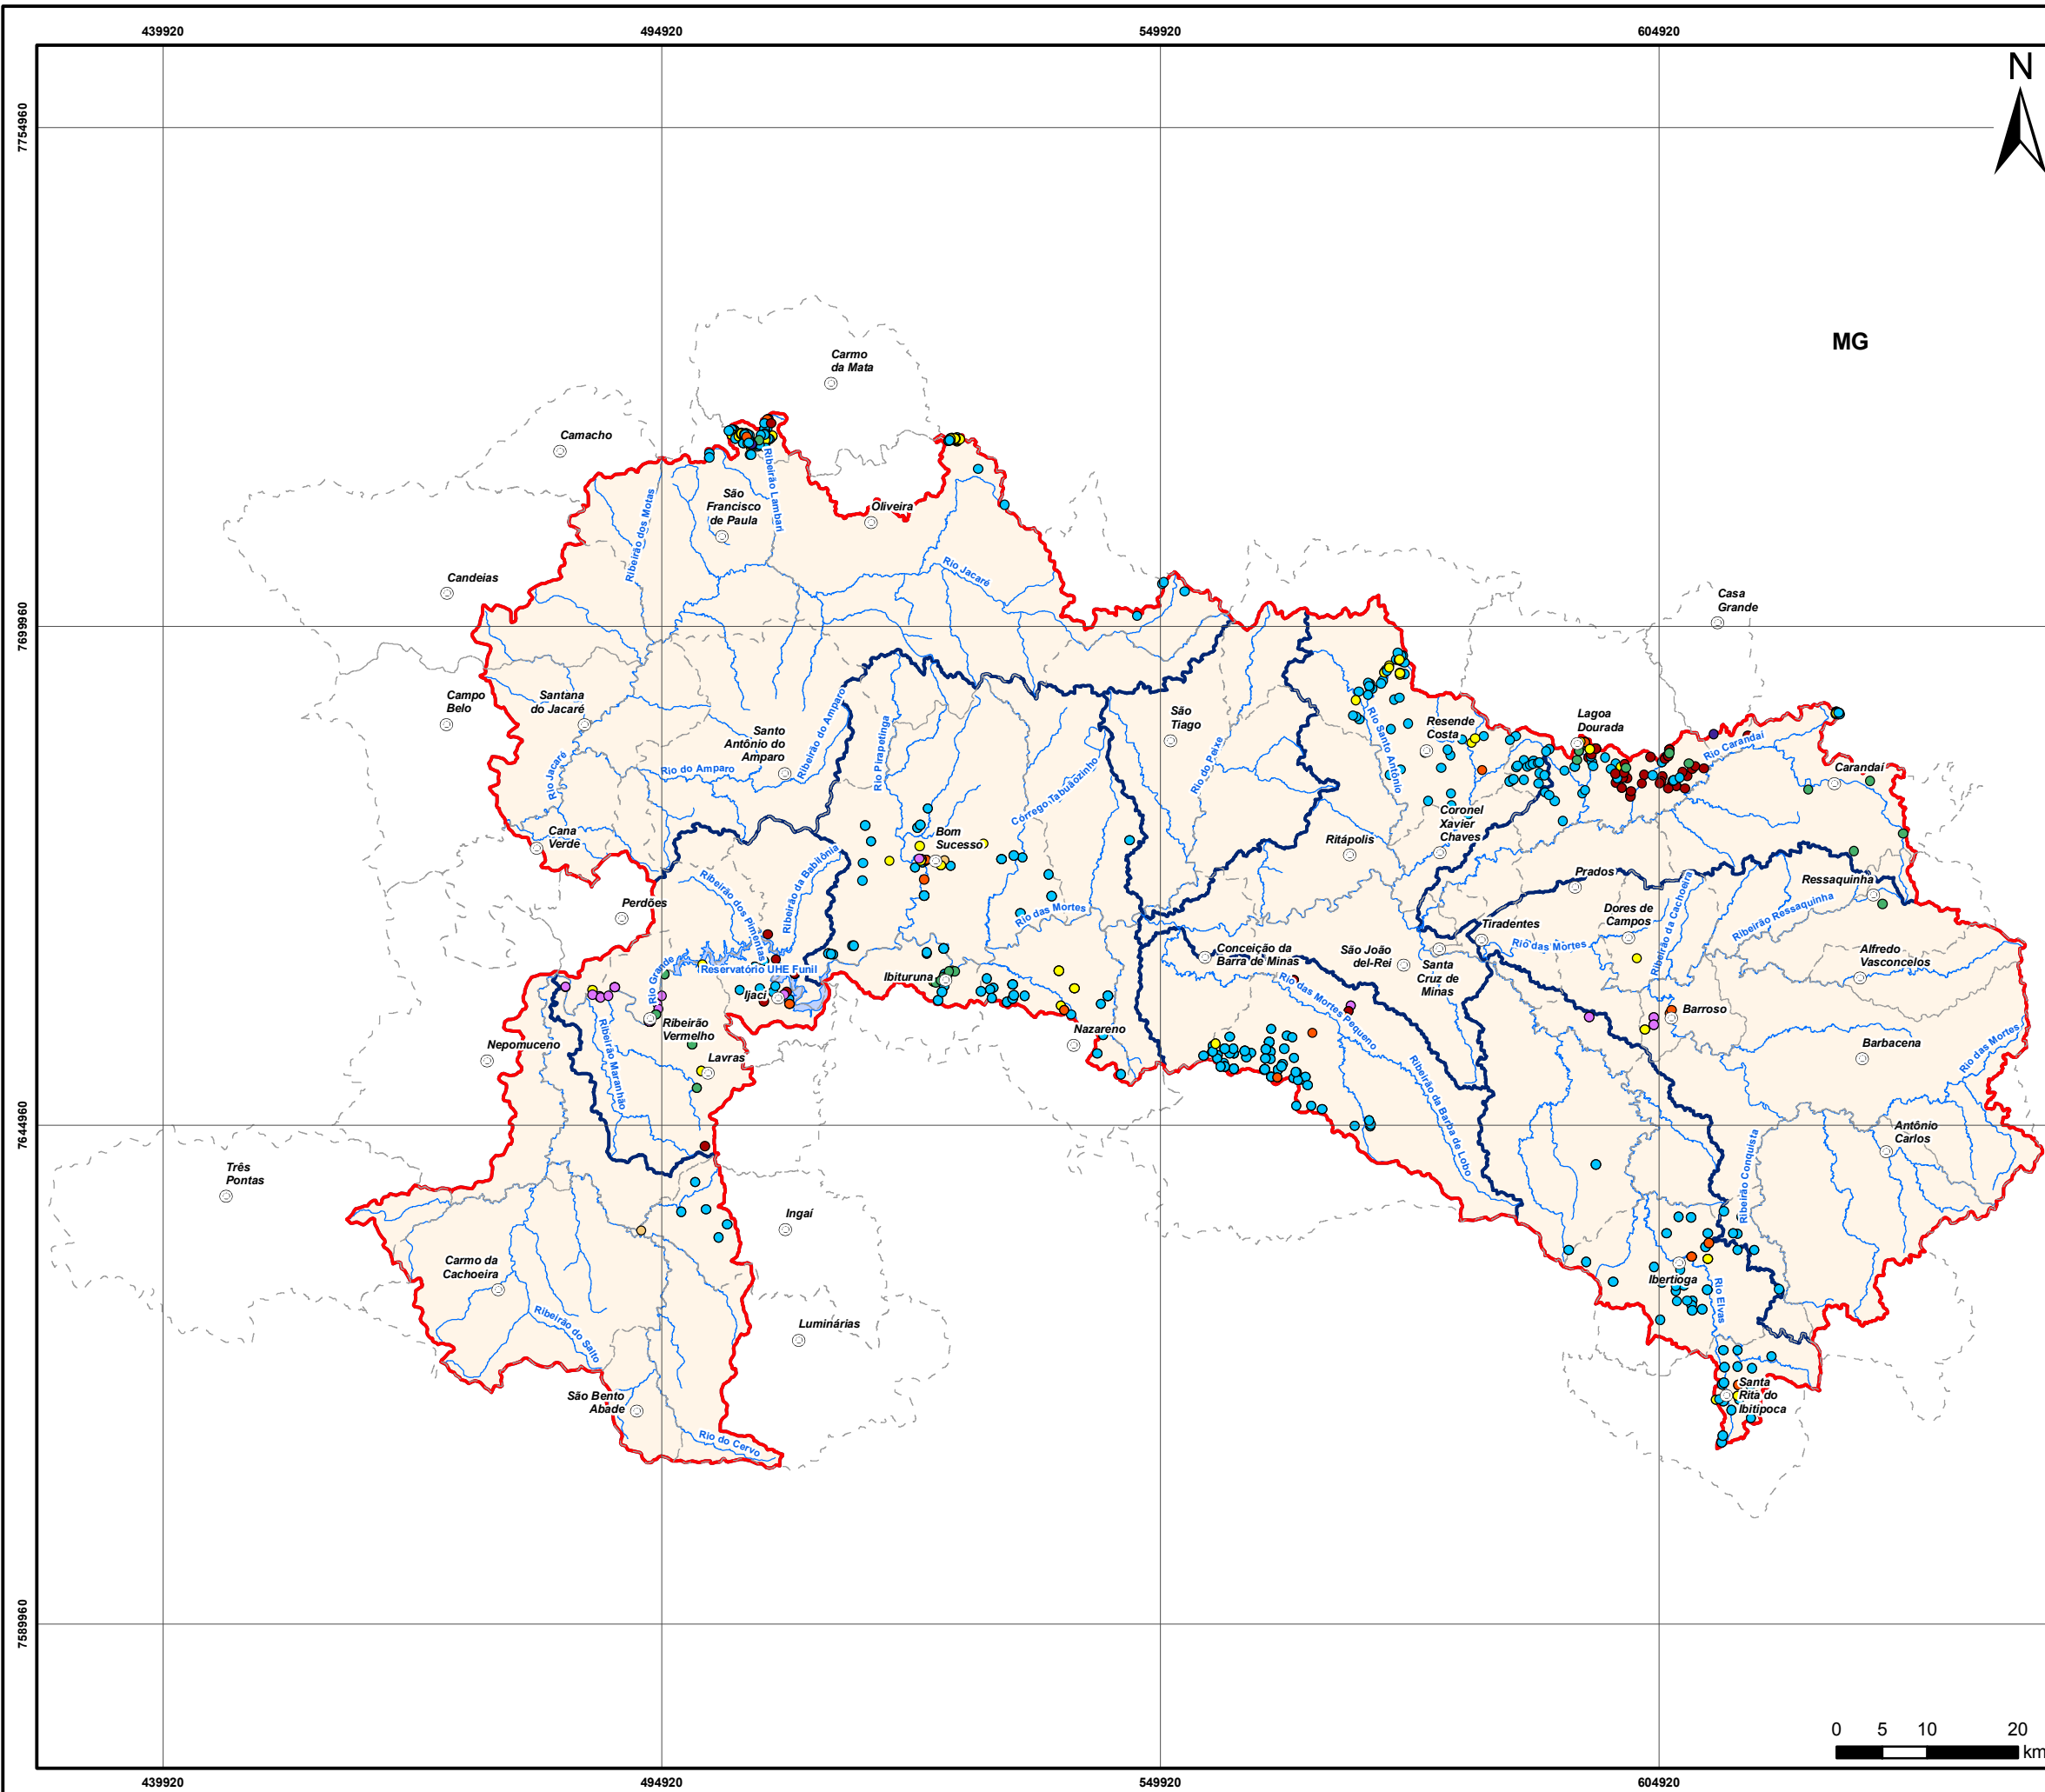 439920
494920
549920
604920
N
7754960
MG
Carmo
da Mata
Camacho
Ribeirão Lambari
São
Francisco
de Paula
Oliveira
Ribeirão dos Motas
Rio Jacaré
Candeias
Casa
Grande
7699960
Campo
Belo
Santana
do Jacaré
São
Tiago
Resende
Costa
Lagoa
Dourada
Santo
Antônio do
Amparo
Ribeirão do Amparo
Rio Pirapetinga
Rio do Peixe
Rio Santo Antônio
Rio Carandaí
Carandaí
Rio do Amparo
Rio Jacaré
Córrego Tabuãozinho
Coronel
Xavier
Chaves
Cana
Verde
Bom
Sucesso
Ritápolis
Ribeirão da Babilônia
Ribeirão dos Pimentas
Prados
Ressaquinha
Perdões
Rio das Mortes
Dores de
Campos
Ribeirão da Cachoeira
Ribeirão Ressaquinha
Tiradentes
Rio das Mortes
Conceição da
Barra de Minas
São João
del-Rei
Santa
Cruz de
Minas
Alfredo
Vasconcelos
Rio Grande
Reservatório UHE Funil
Ibituruna
Ijaci
Rio das Mortes Pequeno
Barroso
Ribeirão
Vermelho
Nazareno
Nepomuceno
Lavras
Ribeirão Maranhão
Barbacena
Rio das Mortes
Ribeirão da Barba de Lobo
7644960
Antônio
Carlos
Três
Pontas
Ribeirão Conquista
Ingaí
Carmo da
Cachoeira
Ibertioga
Rio Elvas
Ribeirão do Salto
Luminárias
São Bento
Abade
Santa
Rita do
Ibitipoca
Rio do Cervo
7589960
0 5 10 20
km
439920
494920
549920
604920